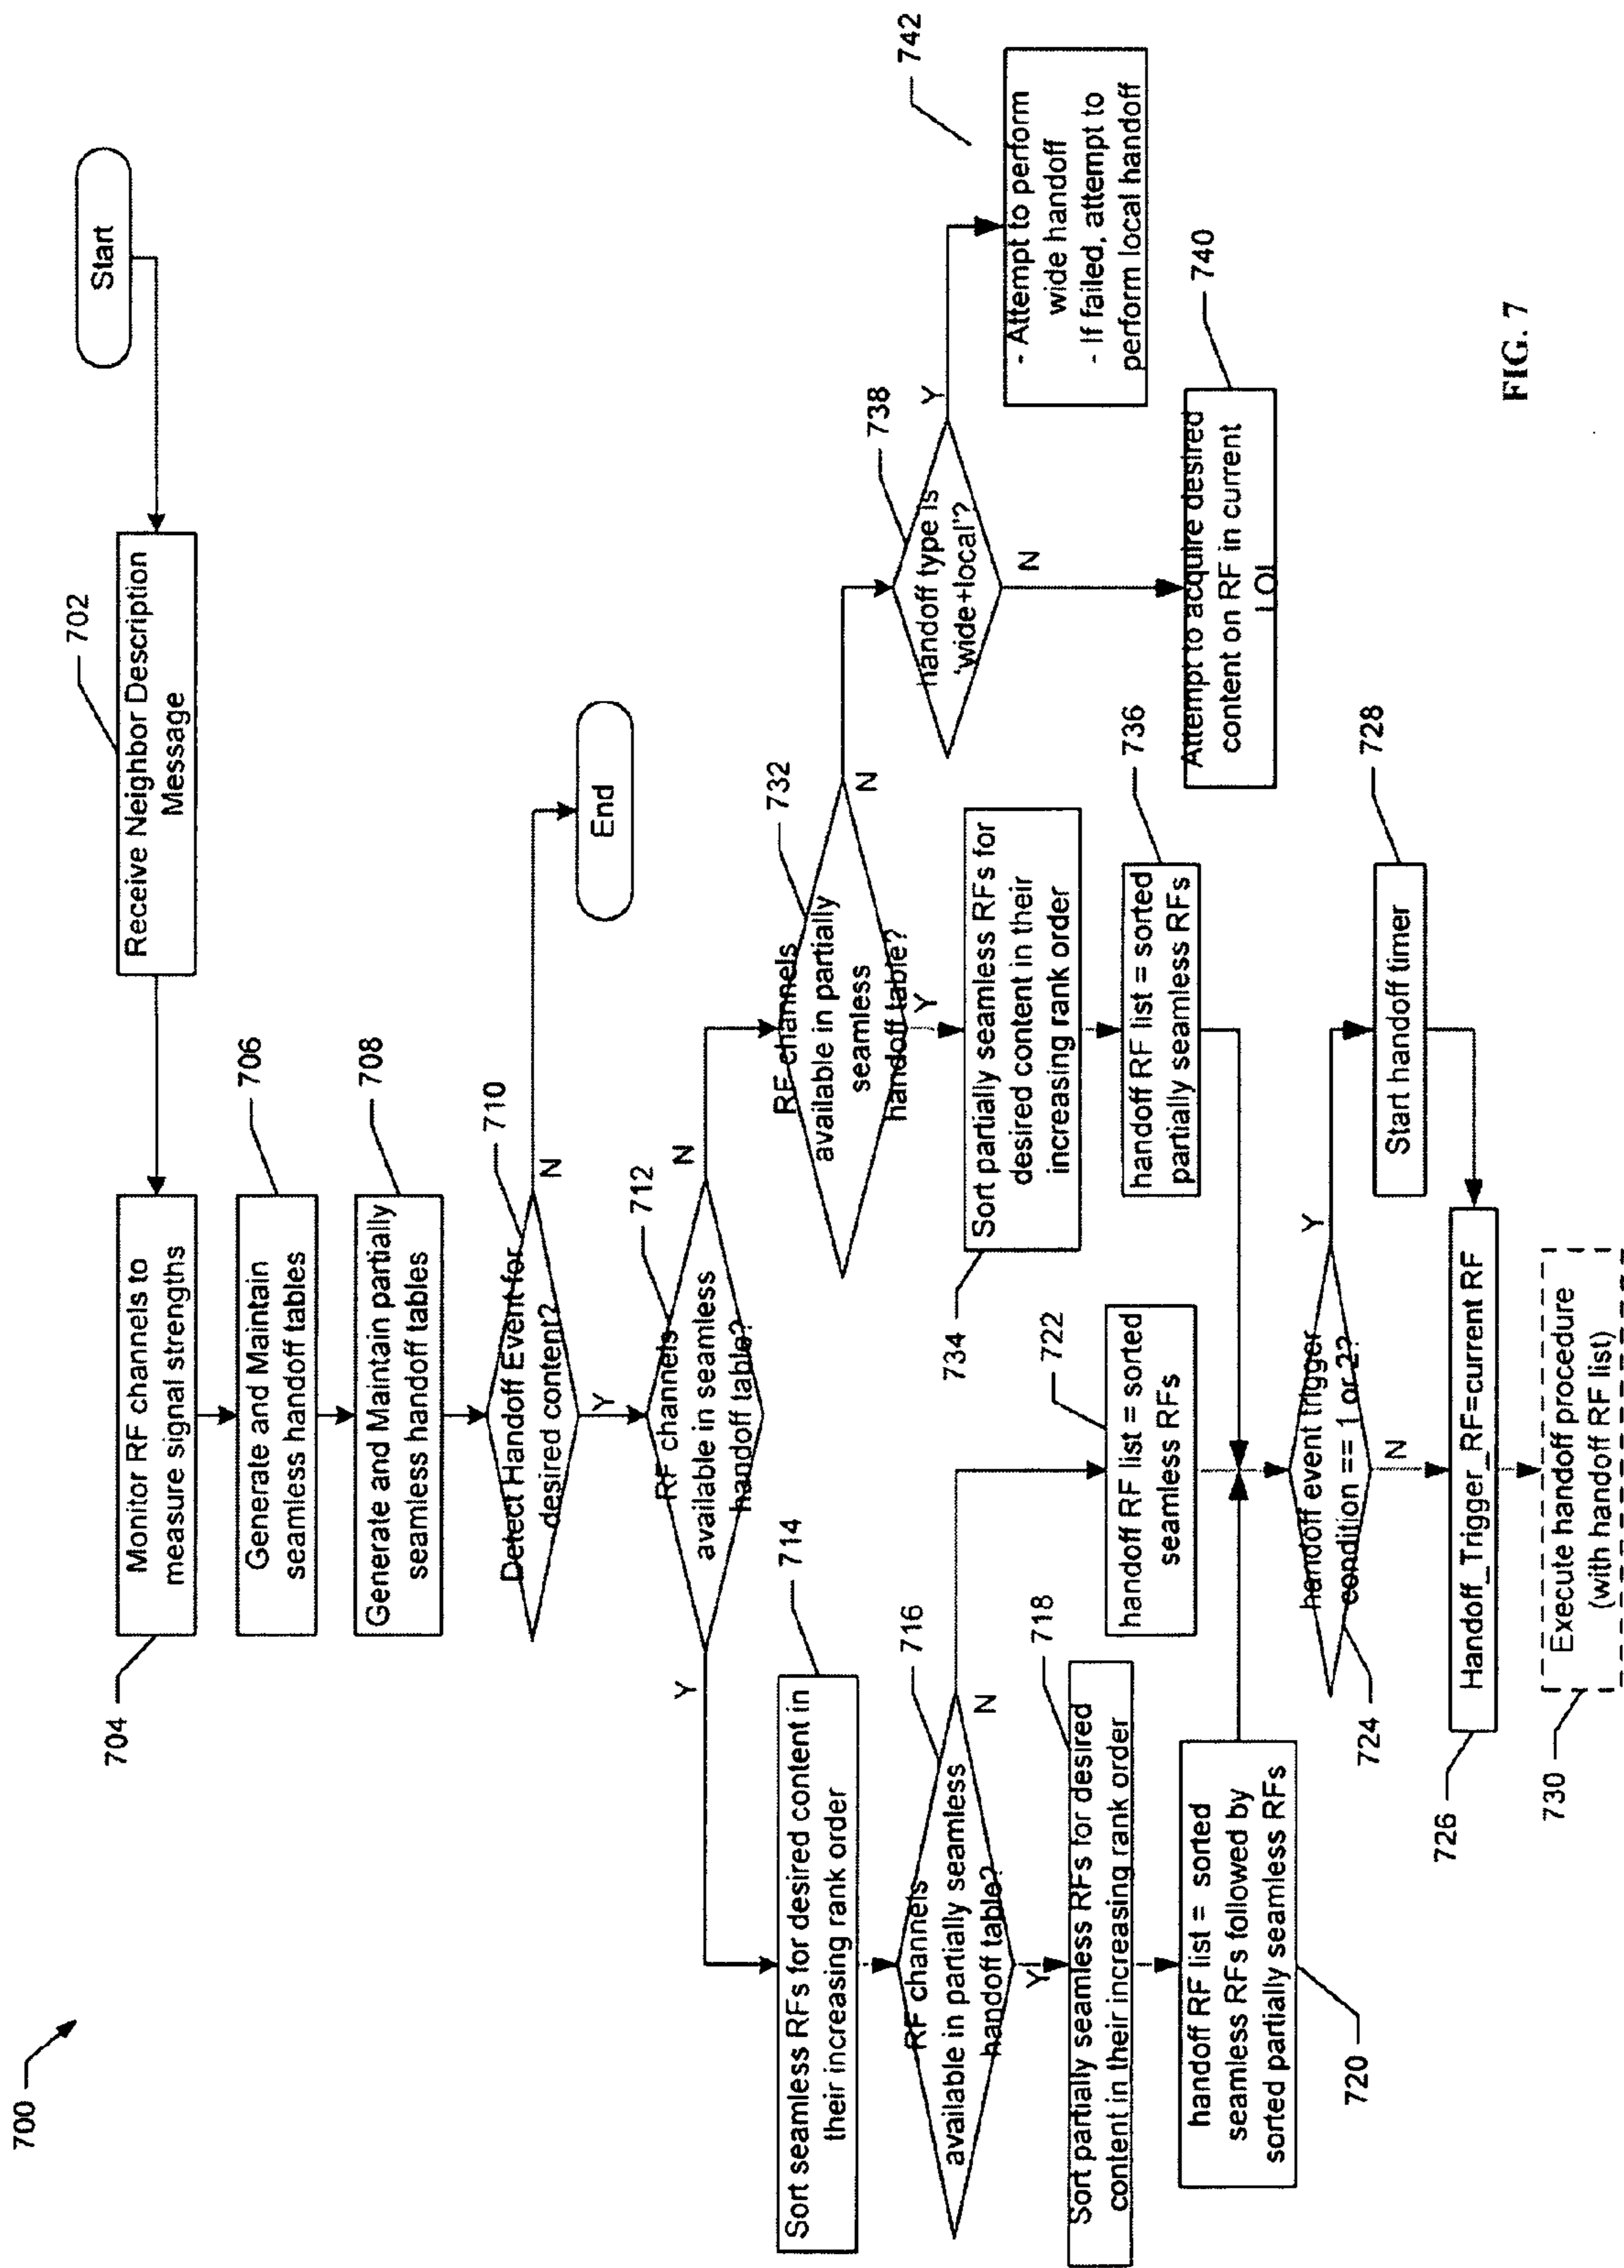 700
Start
702
Receive Neighbor Description
Message
704
Monitor RF channels to
measure signal strengths
706
Generate and Maintain
seamless handoff tables
708
Generate and Maintain partially
seamless handoff tables
710
Detect Handoff Event for
desired content?
N
End
Y
712
RF channels
available in seamless
handoff table?
Y
N
714
Sort seamless RFs for desired content in
their increasing rank order
716
RF channels
available in partially seamless
handoff table?
N
Y
718
Sort partially seamless RFs for desired
content in their increasing rank order
handoff RF list = sorted
seamless RFs followed by
sorted partially seamless RFs
720
722
handoff RF list = sorted
seamless RFs
732
RF channels
available in partially
seamless
handoff table?
N
Y
734
Sort partially seamless RFs for
desired content in their
increasing rank order
736
handoff RF list = sorted
partially seamless RFs
738
handoff type is
'wide+local'?
Y
N
742
- Attempt to perform
wide handoff
- If failed, attempt to
perform local handoff
740
Attempt to acquire desired
content on RF in current
LOI
724
handoff event trigger
condition == 1 or 2?
Y
N
728
Start handoff timer
726
Handoff_Trigger_RF=current RF
730
Execute handoff procedure
(with handoff RF list)
FIG. 7